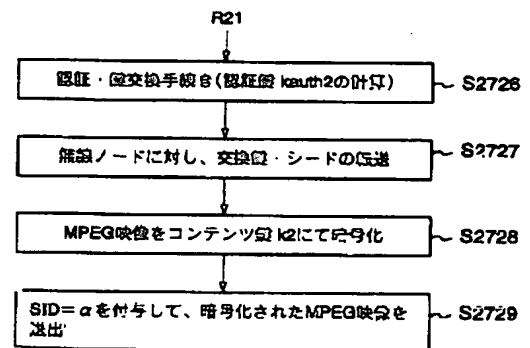 R21
認証・鍵交換手続き(認証鍵 kauth2の計算)
S2726
無線ノードに対し、交換鍵・シードの転送
S2727
MPEG映像をコンテンツ鍵 k2にて暗号化
S2728
SID=αを付与して、暗号化されたMPEG映像を
送出
S2729